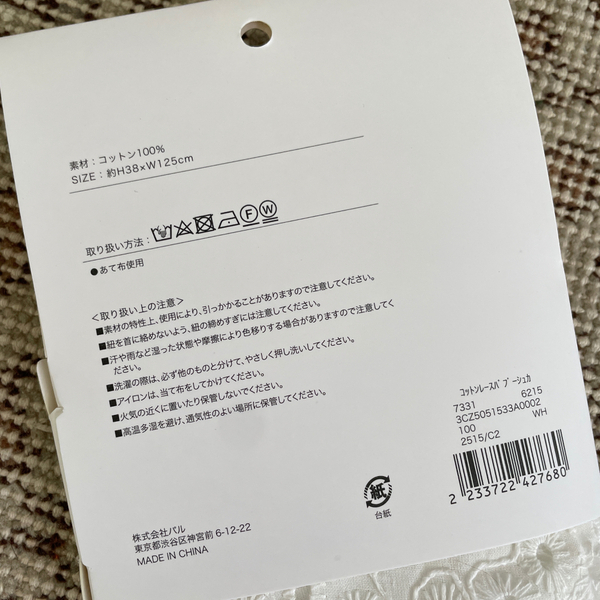 素材：コットン100%
SIZE：約H38×W125cm
取り扱い方法：
F W
●あて布使用
＜取り扱い上の注意＞
■素材の特性上、使用により、引っかかることがありますので注意してください。
■紐を首に絡めないよう、紐の締めすぎには注意してください。
■汗や雨など湿った状態や摩擦により色移りする場合がありますので注意してく
ださい。
■洗濯の際は、必ず他のものと分けて、やさしく押し洗いしてください。
■アイロンは、当て布をしてかけてください。
■火気の近くに置いたり保管しないでください。
■高温多湿を避け、通気性のよい場所に保管してください。
株式会社パル
東京都渋谷区神宮前 6-12-22
MADE IN CHINA
紙
台紙
ｺｯﾄﾝﾚｰｽﾊﾞﾌﾞｰｼｭｶ
7331 6215
3CZ5051533A0002
100 WH
2515/C2
2 233722 427680